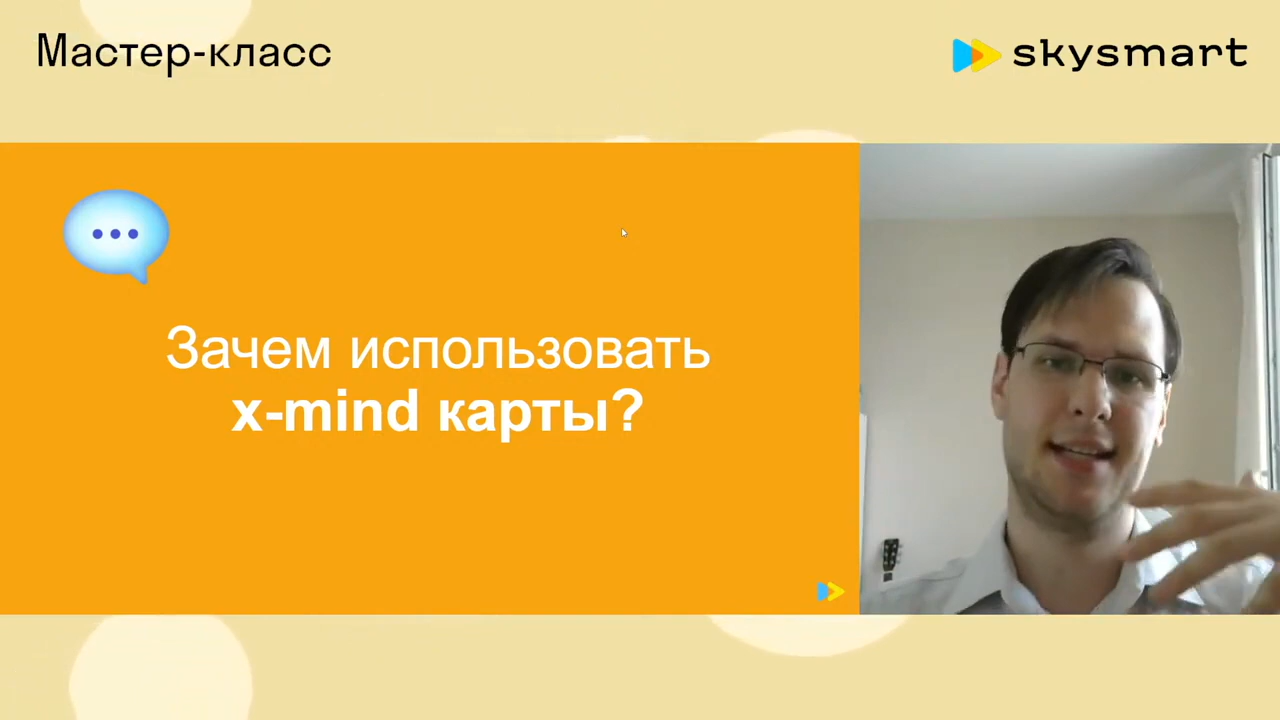 Мастер-класс
skysmart
Зачем использовать
x-mind карты?